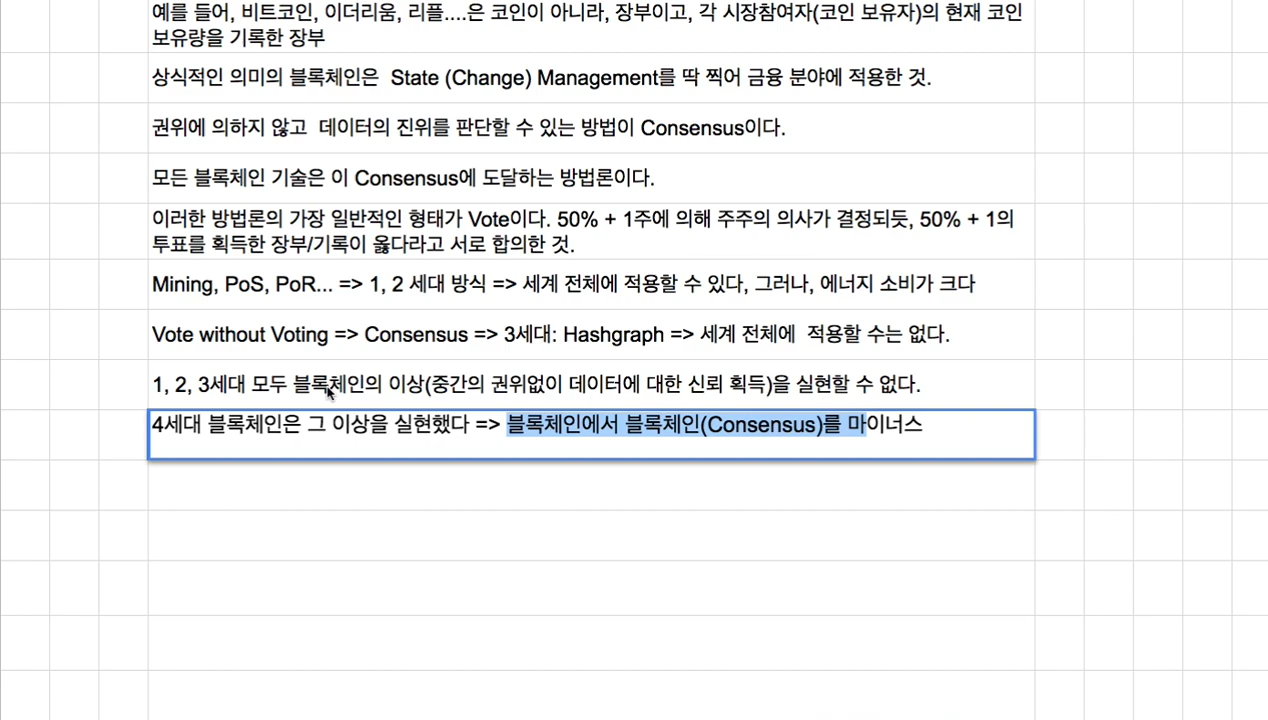 예를 들어, 비트코인, 이더리움, 리플....은 코인이 아니라, 장부이고, 각 시장참여자(코인 보유자)의 현재 코인
보유량을 기록한 장부
상식적인 의미의 블록체인은 State (Change) Management를 딱 찍어 금융 분야에 적용한 것.
권위에 의하지 않고 데이터의 진위를 판단할 수 있는 방법이 Consensus이다.
모든 블록체인 기술은 이 Consensus에 도달하는 방법론이다.
이러한 방법론의 가장 일반적인 형태가 Vote이다. 50% + 1주에 의해 주주의 의사가 결정되듯, 50% + 1의
투표를 획득한 장부/기록이 옳다라고 서로 합의한 것.
Mining, PoS, PoR... => 1, 2 세대 방식 => 세계 전체에 적용할 수 있다, 그러나, 에너지 소비가 크다
Vote without Voting => Consensus => 3세대: Hashgraph => 세계 전체에 적용할 수는 없다.
1, 2, 3세대 모두 블록체인의 이상(중간의 권위없이 데이터에 대한 신뢰 획득)을 실현할 수 없다.
4세대 블록체인은 그 이상을 실현했다 => 블록체인에서 블록체인(Consensus)를 마이너스